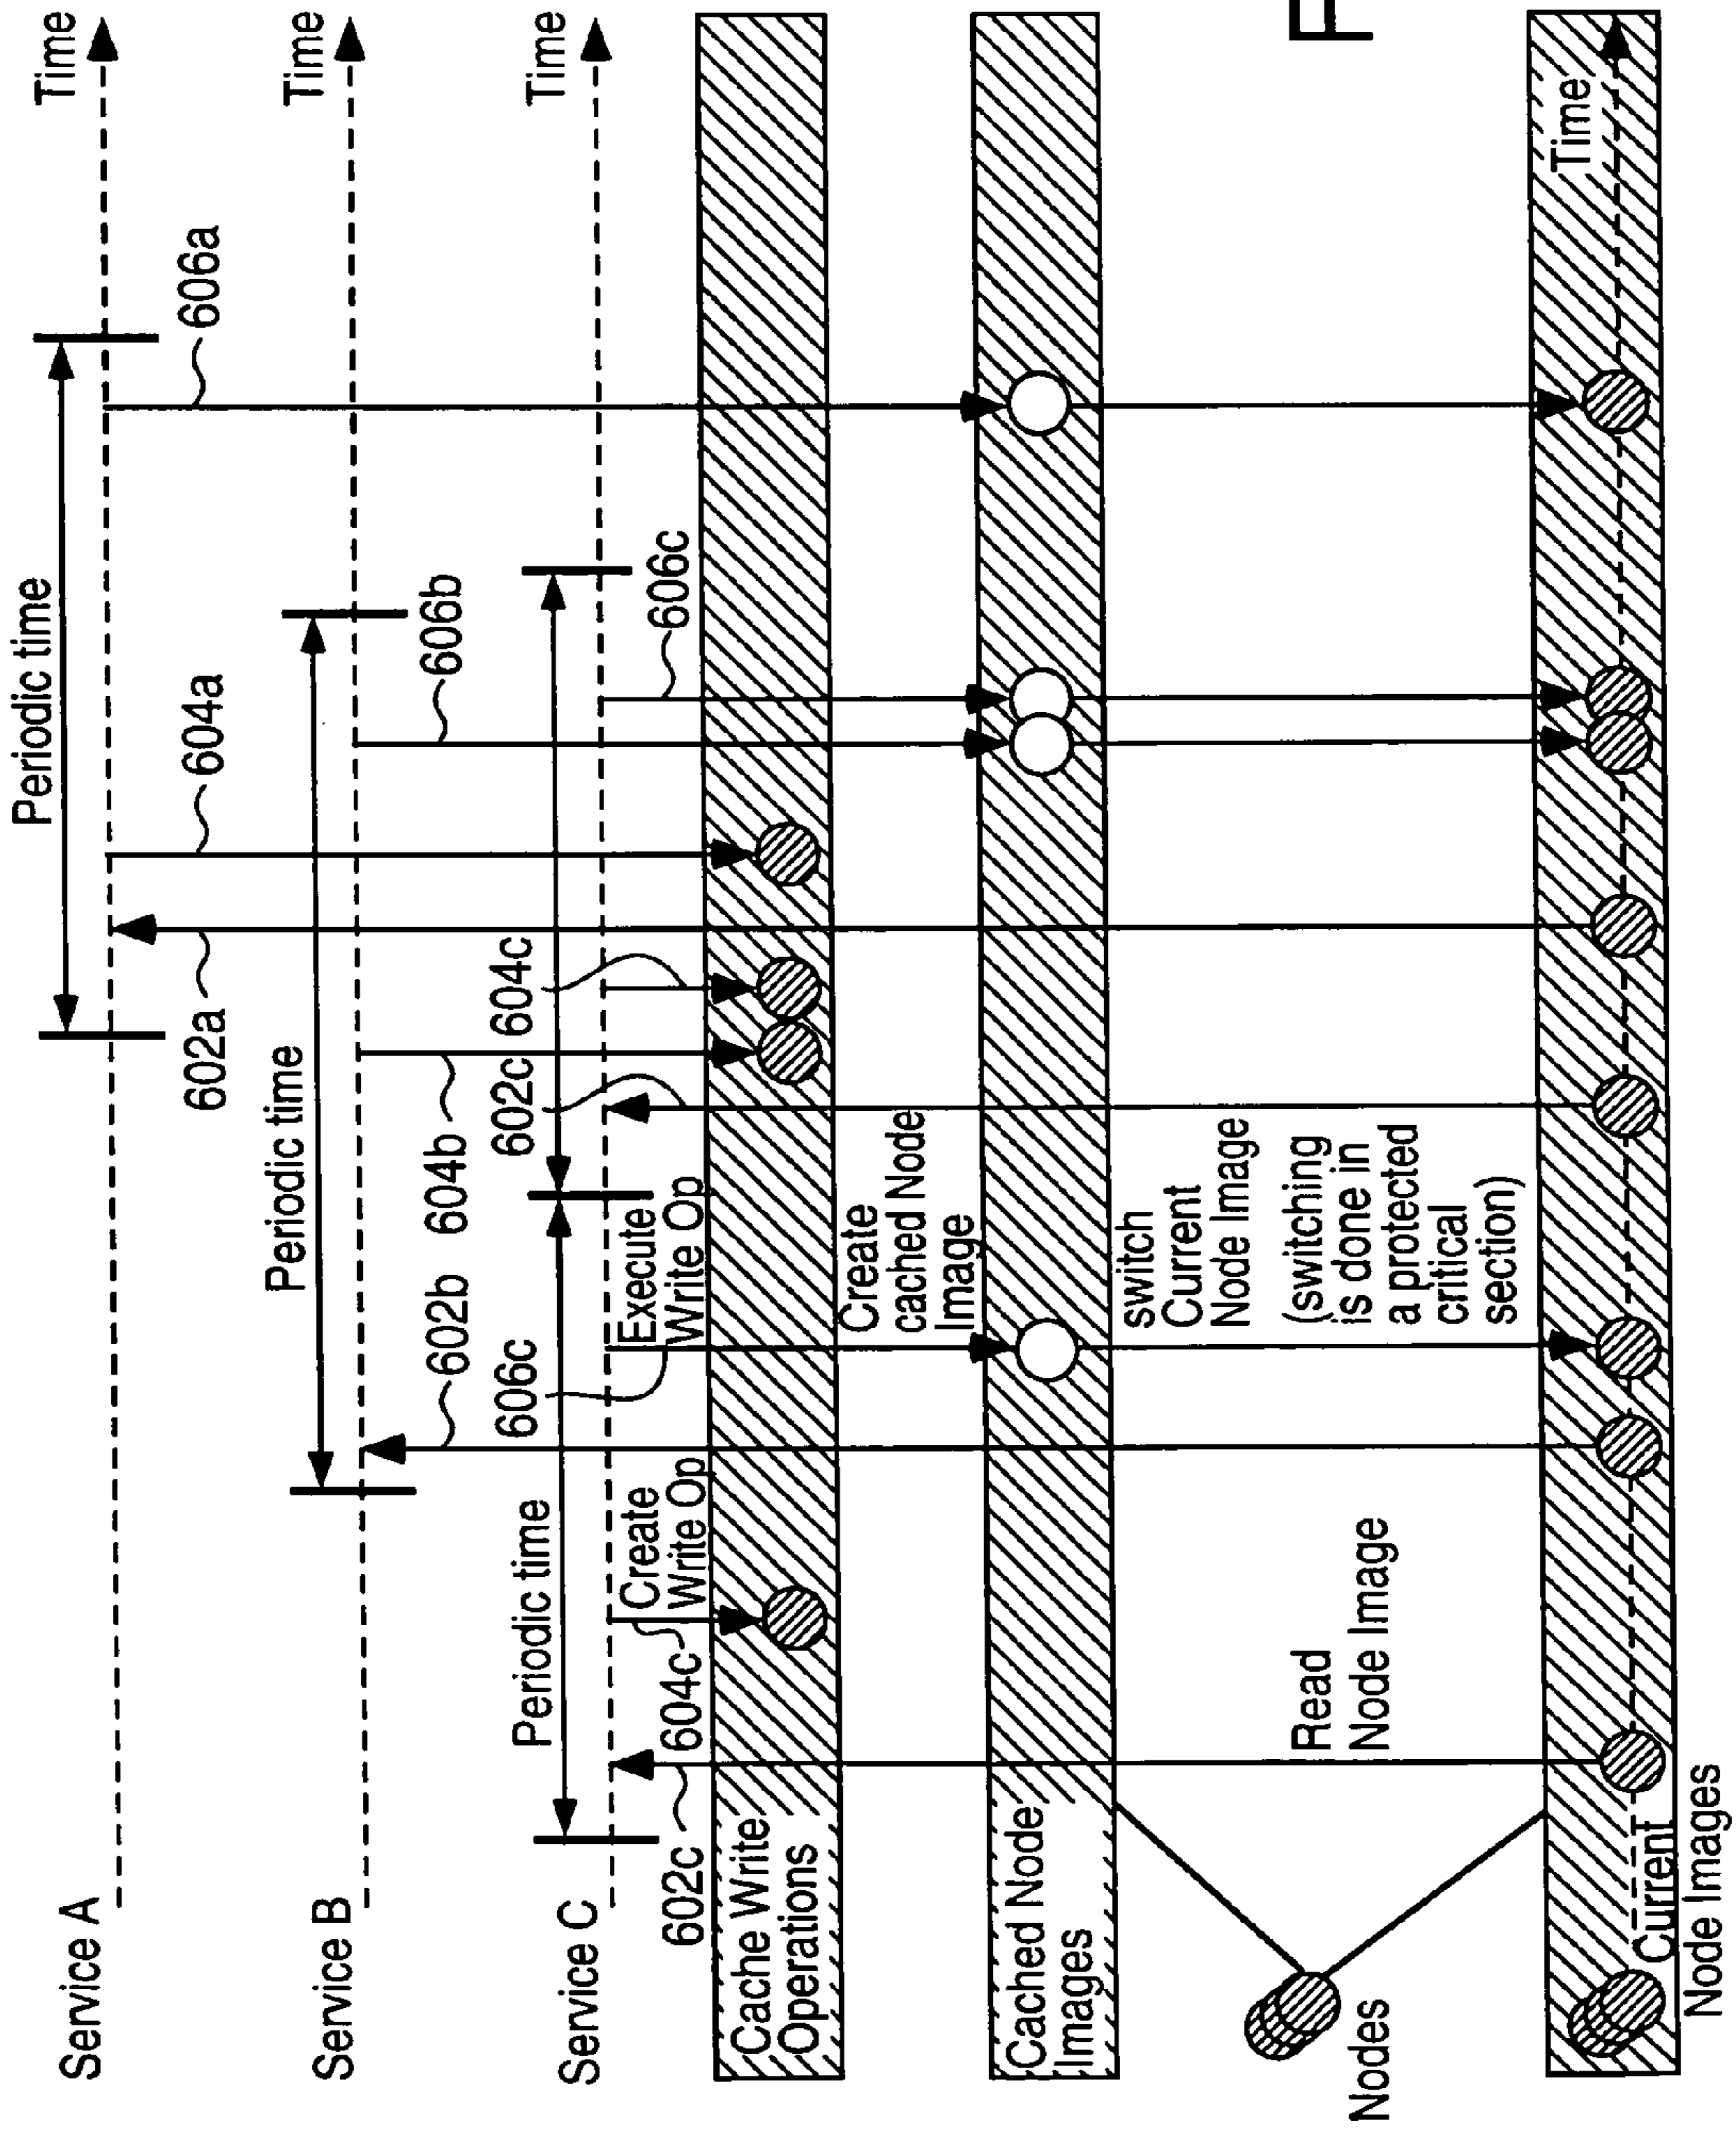 Service A
Time
Periodic time
602a
604a
606a
Service B
Time
Periodic time
602b
604b
606b
Service C
Time
Periodic time
602c
604c
606c
602c
604c
606c
Create
Write Op
Execute
Write Op
Cache Write
Operations
Create
cached Node
Image
Cached Node
Images
switch
Current
Node Image
(switching
is done in
a protected
critical
section)
Read
Node Image
Nodes
Time
Current
Node Images
F